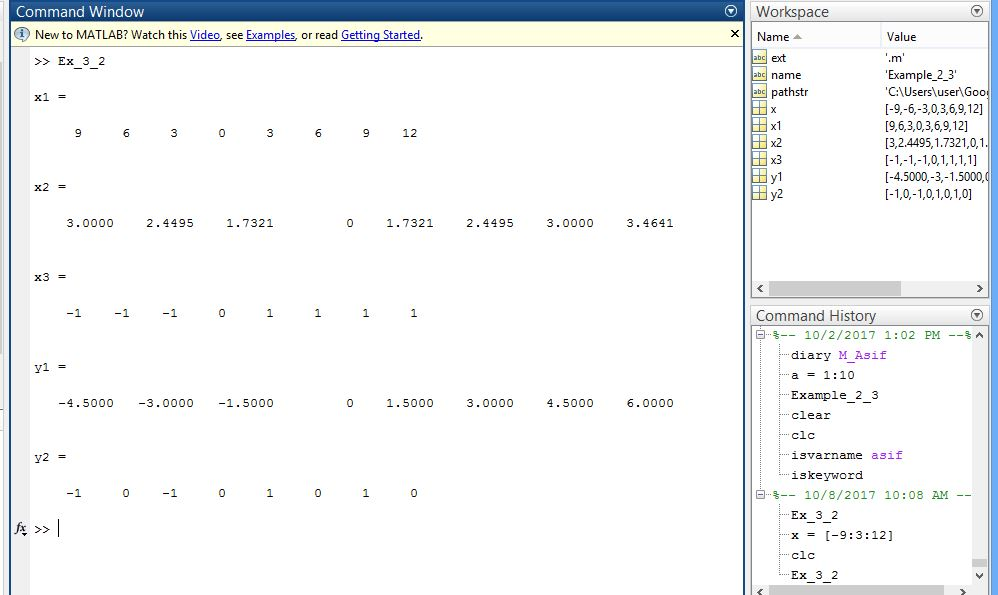 Command Window
New to MATLAB? Watch this Video, see Examples, or read Getting Started.
>> Ex_3_2
x1 =
9 6 3 0 3 6 9 12
x2 =
3.0000 2.4495 1.7321 0 1.7321 2.4495 3.0000 3.4641
x3 =
-1 -1 -1 0 1 1 1 1
y1 =
-4.5000 -3.0000 -1.5000 0 1.5000 3.0000 4.5000 6.0000
y2 =
-1 0 -1 0 1 0 1 0
fx >>
Workspace
Name Value
abc ext '.m'
abc name 'Example_2_3'
abc pathstr 'C:\Users\user\Goog
x [-9,-6,-3,0,3,6,9,12]
x1 [9,6,3,0,3,6,9,12]
x2 [3,2.4495,1.7321,0,1.
x3 [-1,-1,-1,0,1,1,1,1]
y1 [-4.5000,-3,-1.5000,0
y2 [-1,0,-1,0,1,0,1,0]
Command History
%-- 10/2/2017 1:02 PM --%
diary M_Asif
a = 1:10
Example_2_3
clear
clc
isvarname asif
iskeyword
%-- 10/8/2017 10:08 AM --
Ex_3_2
x = [-9:3:12]
clc
Ex_3_2